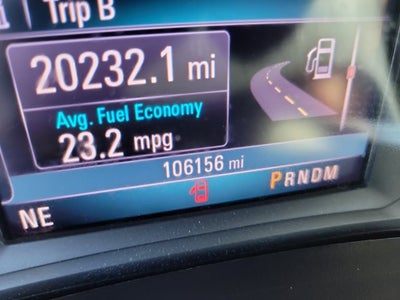 Trip B
20232.1 mi
Avg. Fuel Economy
23.2 mpg
106156 mi
PRNDM
NE